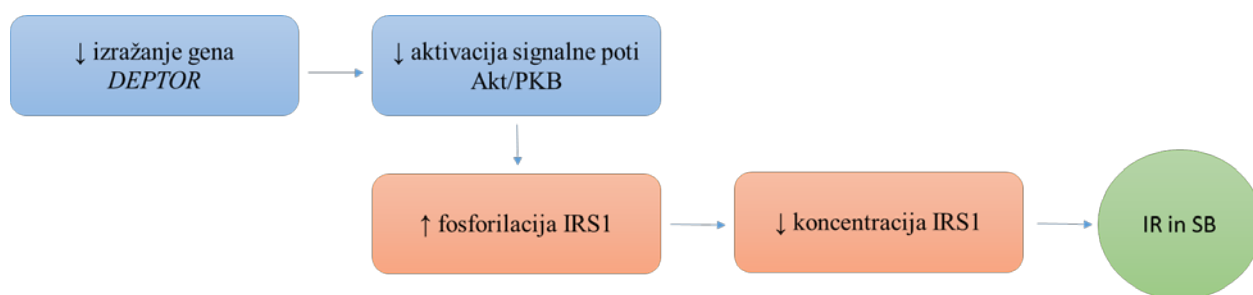 ↓ izražanje gena
DEPTOR
↓ aktivacija signalne poti
Akt/PKB
↑ fosforilacija IRS1
↓ koncentracija IRS1
IR in SB